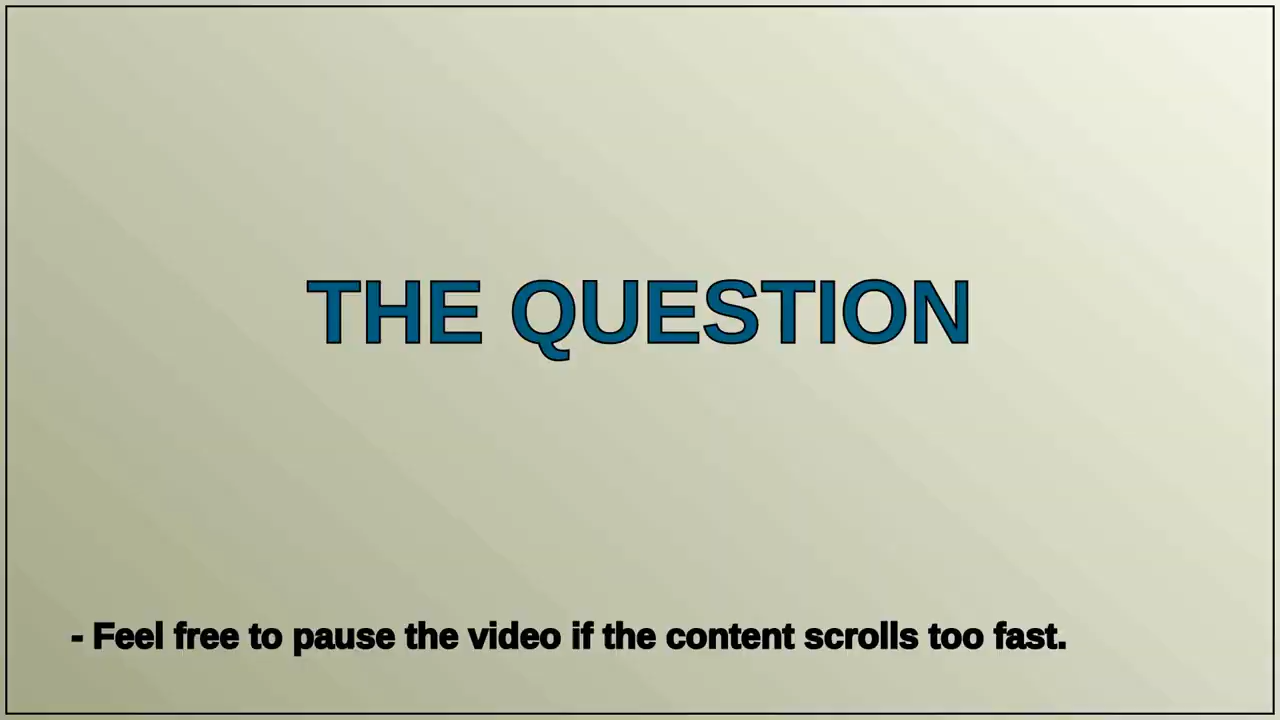 THE QUESTION
- Feel free to pause the video if the content scrolls too fast.